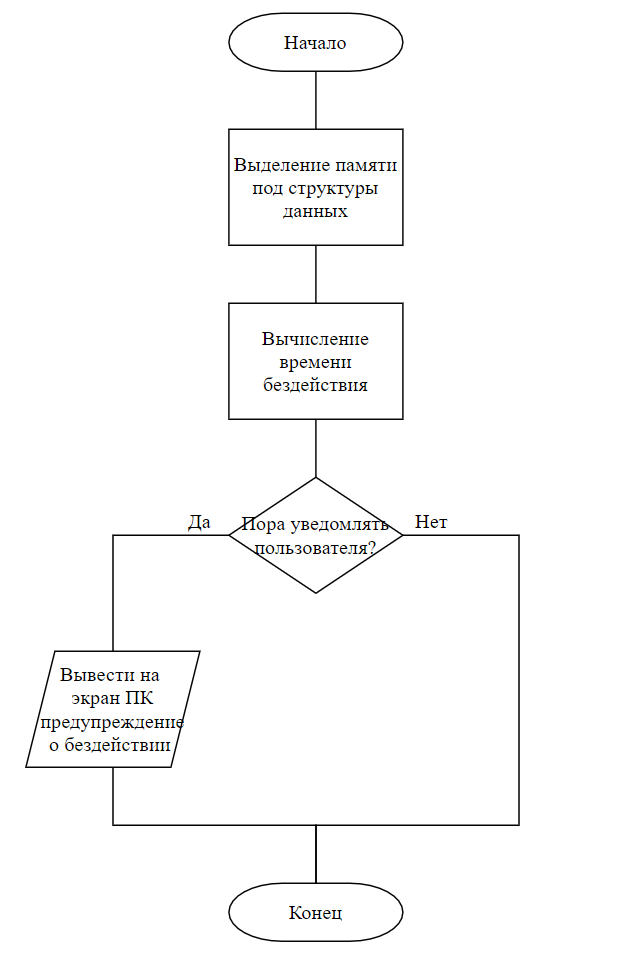 Начало
Выделение памяти
под структуры
данных
Вычисление
времени
бездействия
Да
Пора уведомлять
пользователя?
Нет
Вывести на
экран ПК
предупреждение
о бездействии
Конец